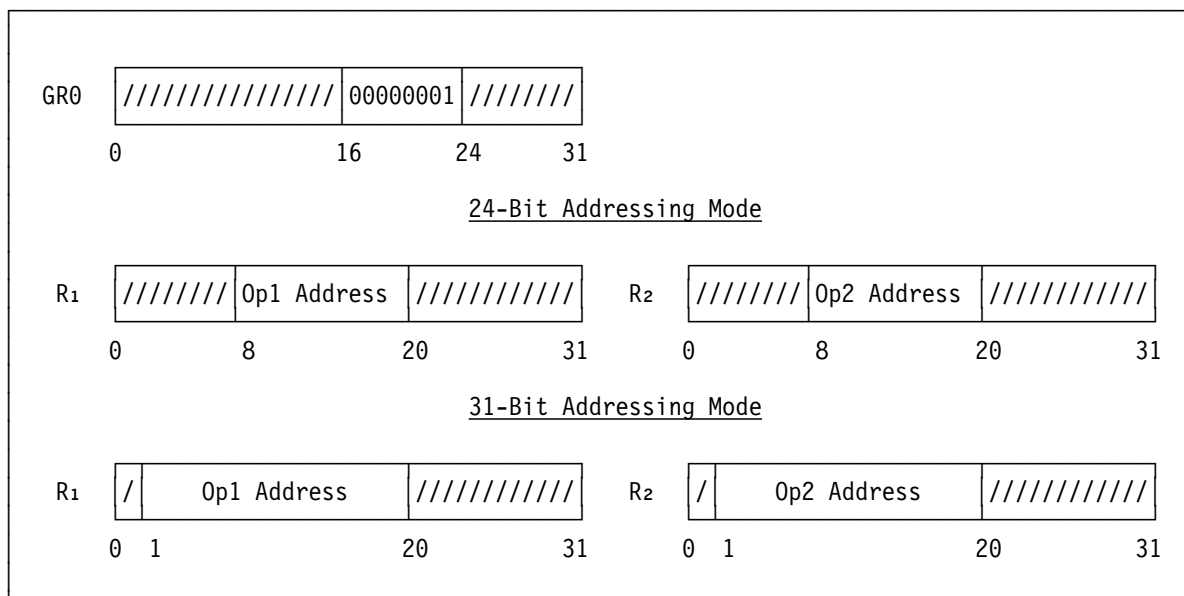 GR0 //////////////// 00000001 ////////
0 16 24 31
24-Bit Addressing Mode
R₁ //////// Op1 Address //////////// R₂ //////// Op2 Address ////////////
0 8 20 31 0 8 20 31
31-Bit Addressing Mode
R₁ / Op1 Address //////////// R₂ / Op2 Address ////////////
0 1 20 31 0 1 20 31